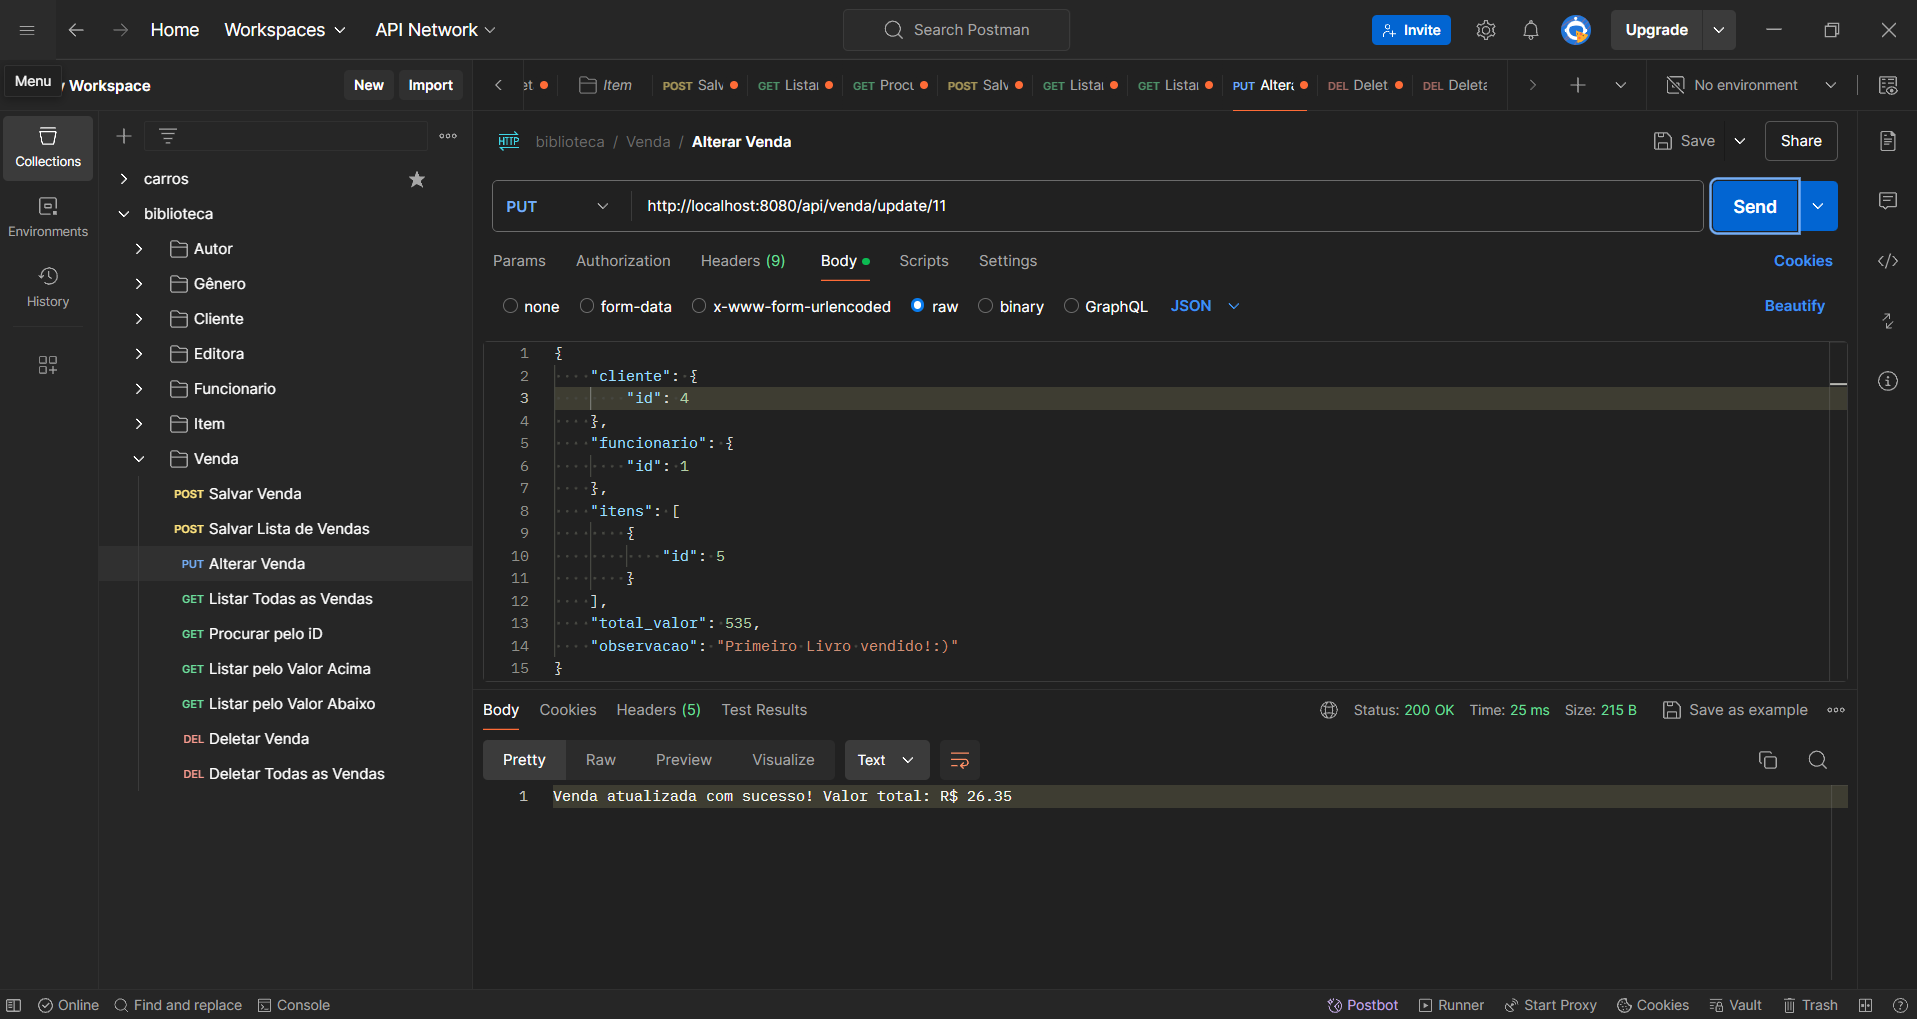 Home Workspaces API Network Search Postman Invite Upgrade
Menu Workspace New Import
Item POST Salv GET Lista GET Procu POST Salv GET Lista GET Lista PUT Altera DEL Delet DEL Deleta No environment
Collections
Environments
History
carros
biblioteca
Autor
Gênero
Cliente
Editora
Funcionario
Item
Venda
POST Salvar Venda
POST Salvar Lista de Vendas
PUT Alterar Venda
GET Listar Todas as Vendas
GET Procurar pelo iD
GET Listar pelo Valor Acima
GET Listar pelo Valor Abaixo
DEL Deletar Venda
DEL Deletar Todas as Vendas
HTTP biblioteca / Venda / Alterar Venda Save Share
PUT http://localhost:8080/api/venda/update/11 Send
Params Authorization Headers (9) Body Scripts Settings Cookies
none form-data x-www-form-urlencoded raw binary GraphQL JSON Beautify
1 {
2 "cliente": {
3 "id": 4
4 },
5 "funcionario": {
6 "id": 1
7 },
8 "itens": [
9 {
10 "id": 5
11 }
12 ],
13 "total_valor": 535,
14 "observacao": "Primeiro Livro vendido!:)"
15 }
Body Cookies Headers (5) Test Results Status: 200 OK Time: 25 ms Size: 215 B Save as example
Pretty Raw Preview Visualize Text
1 Venda atualizada com sucesso! Valor total: R$ 26.35
Online Find and replace Console Postbot Runner Start Proxy Cookies Vault Trash